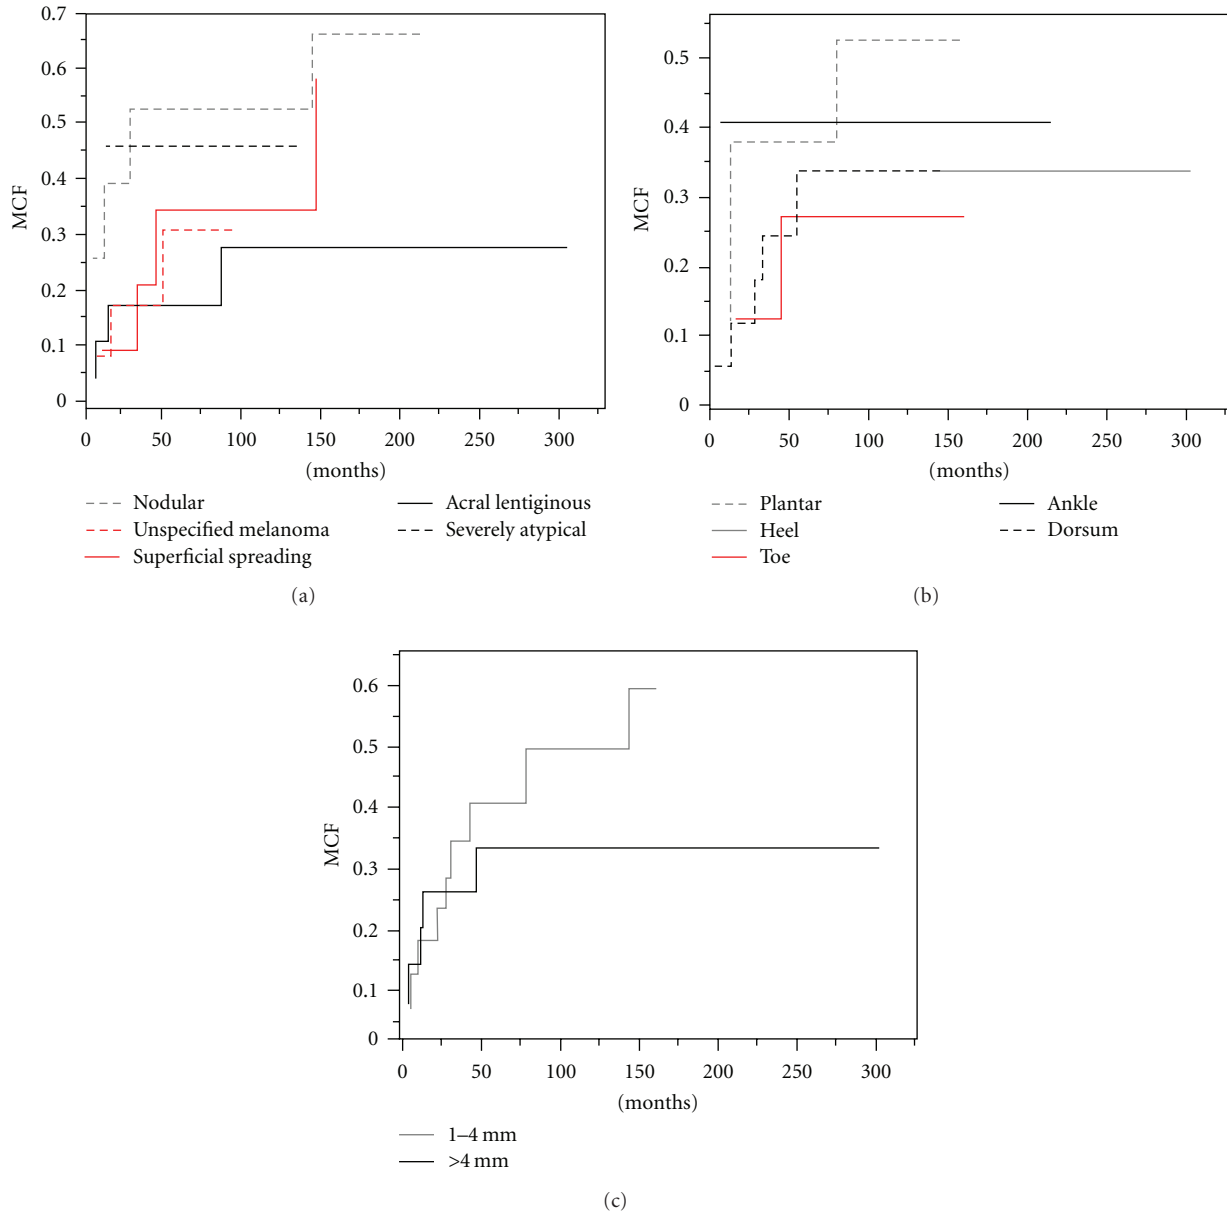 0.7
0.6
0.5
0.4
0.3
0.2
0.1
0
MCF
0 50 100 150 200 250 300
(months)
Nodular
Unspecified melanoma
Superficial spreading
Acral lentiginous
Severely atypical
(a)
0.5
0.4
0.3
0.2
0.1
0
MCF
0 50 100 150 200 250 300
(months)
Plantar
Heel
Toe
Ankle
Dorsum
(b)
0.6
0.5
0.4
0.3
0.2
0.1
0
MCF
0 50 100 150 200 250 300
(months)
1–4 mm
>4 mm
(c)